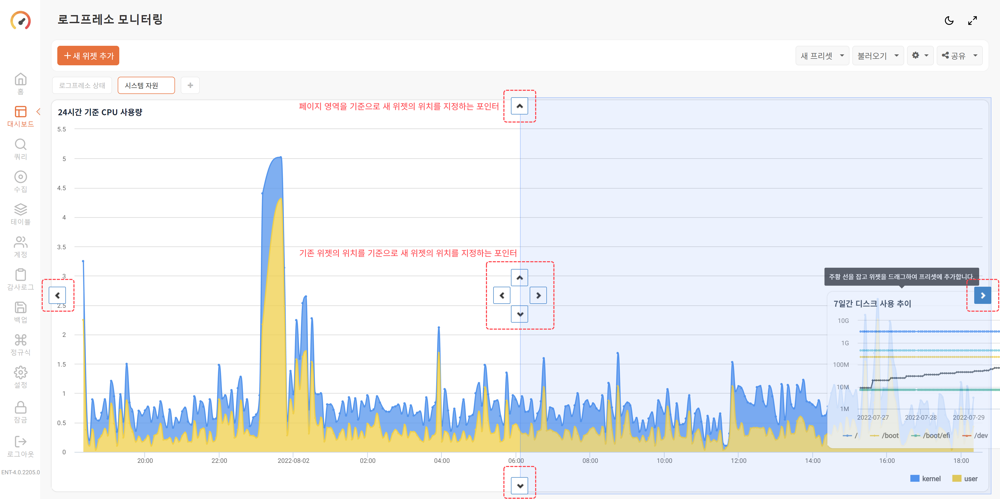 로그프레소 모니터링
새 위젯 추가
새 프리셋
불러오기
공유
로그프레소 상태
시스템 자원
홈
대시보드
쿼리
수집
테이블
계정
감사로그
백업
정규식
설정
잠금
로그아웃
ENT-4.0.2205.0
24시간 기준 CPU 사용량
페이지 영역을 기준으로 새 위젯의 위치를 지정하는 포인터
기존 위젯의 위치를 기준으로 새 위젯의 위치를 지정하는 포인터
5.5
5
4.5
4
3.5
3
2.5
2
1.5
1
0.5
0
20:00
22:00
2022-08-02
02:00
04:00
06:00
08:00
10:00
12:00
14:00
16:00
18:00
kernel
user
주황 선을 잡고 위젯을 드래그하여 프리셋에 추가합니다.
7일간 디스크 사용 추이
10G
1G
100M
10M
1M
2022-07-27
2022-07-28
2022-07-29
/
/boot
/boot/efi
/dev